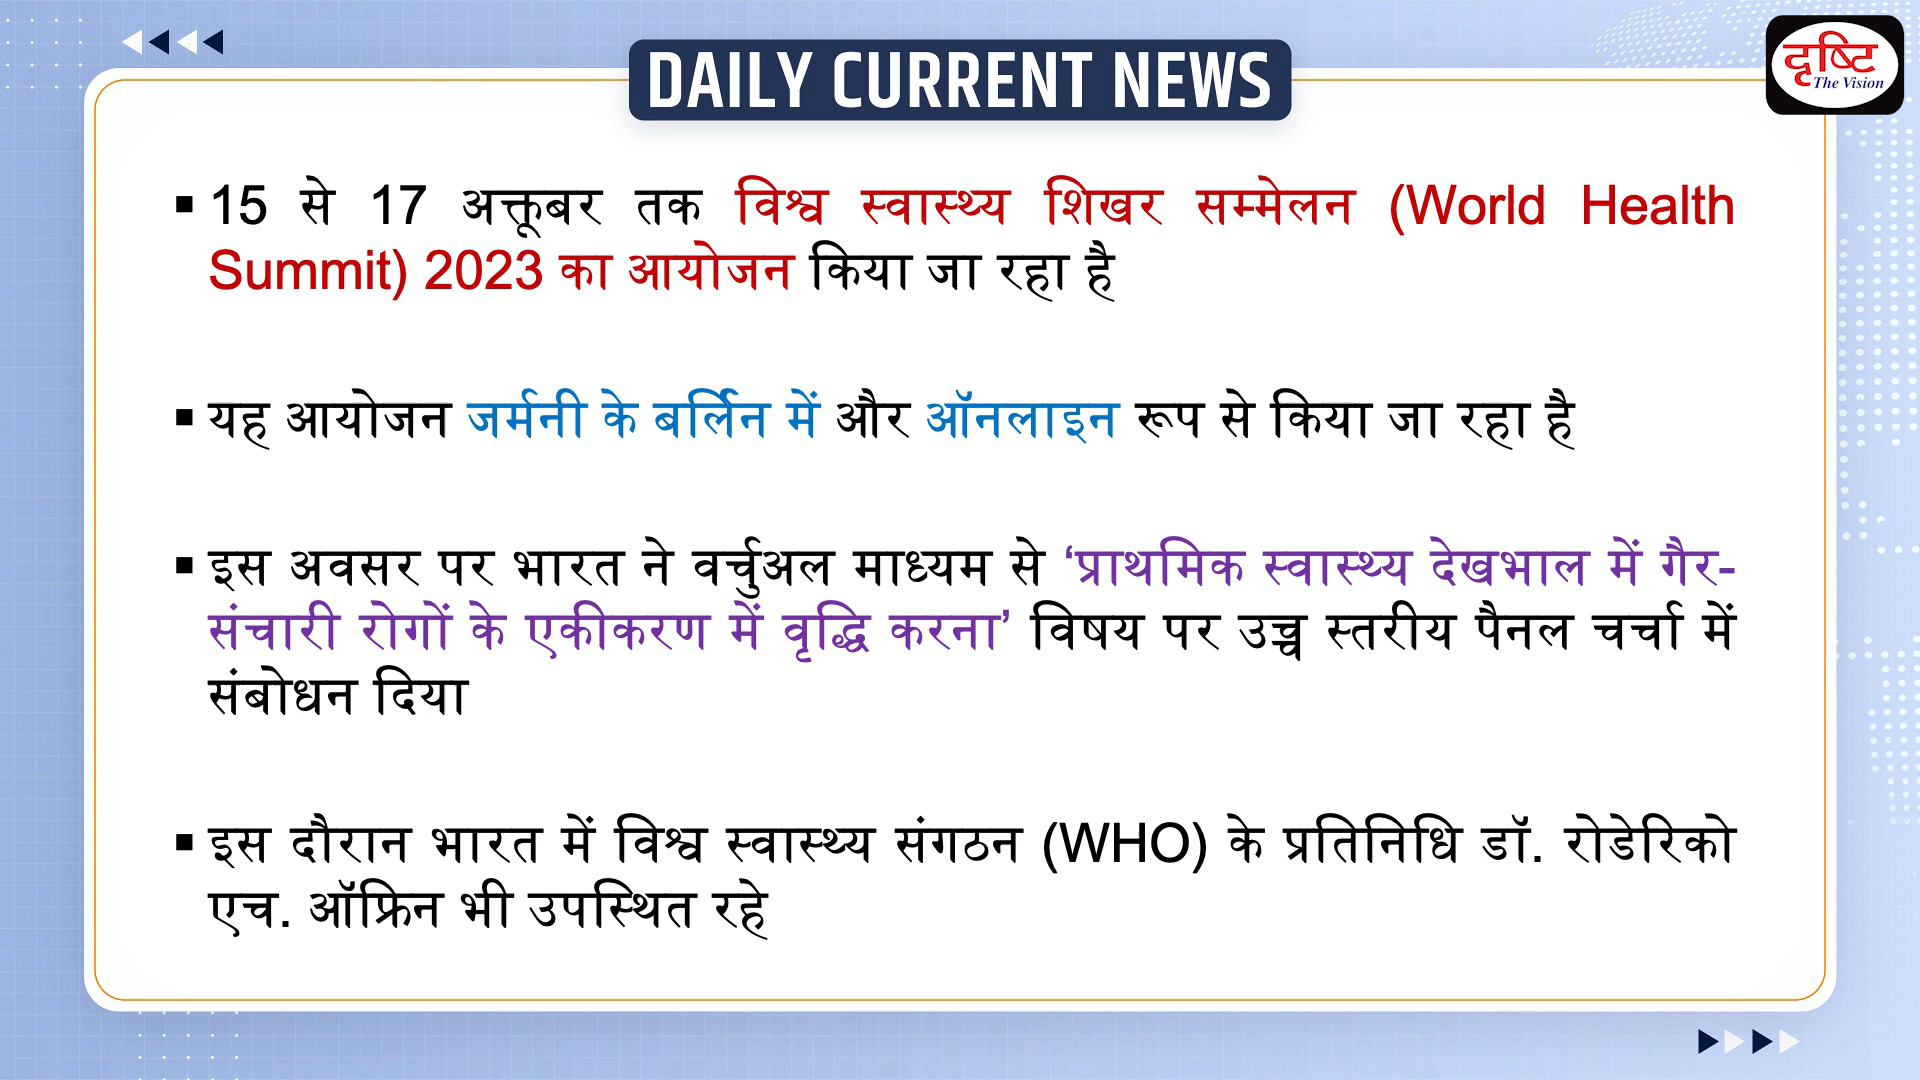 DAILY CURRENT NEWS
दृष्टि
The Vision
▪ 15 से 17 अक्तूबर तक विश्व स्वास्थ्य शिखर सम्मेलन (World Health
Summit) 2023 का आयोजन किया जा रहा है
▪ यह आयोजन जर्मनी के बर्लिन में और ऑनलाइन रूप से किया जा रहा है
▪ इस अवसर पर भारत ने वर्चुअल माध्यम से ‘प्राथमिक स्वास्थ्य देखभाल में गैर-
संचारी रोगों के एकीकरण में वृद्धि करना’ विषय पर उच्च स्तरीय पैनल चर्चा में
संबोधन दिया
▪ इस दौरान भारत में विश्व स्वास्थ्य संगठन (WHO) के प्रतिनिधि डॉ. रोडेरिको
एच. ऑफ्रिन भी उपस्थित रहे